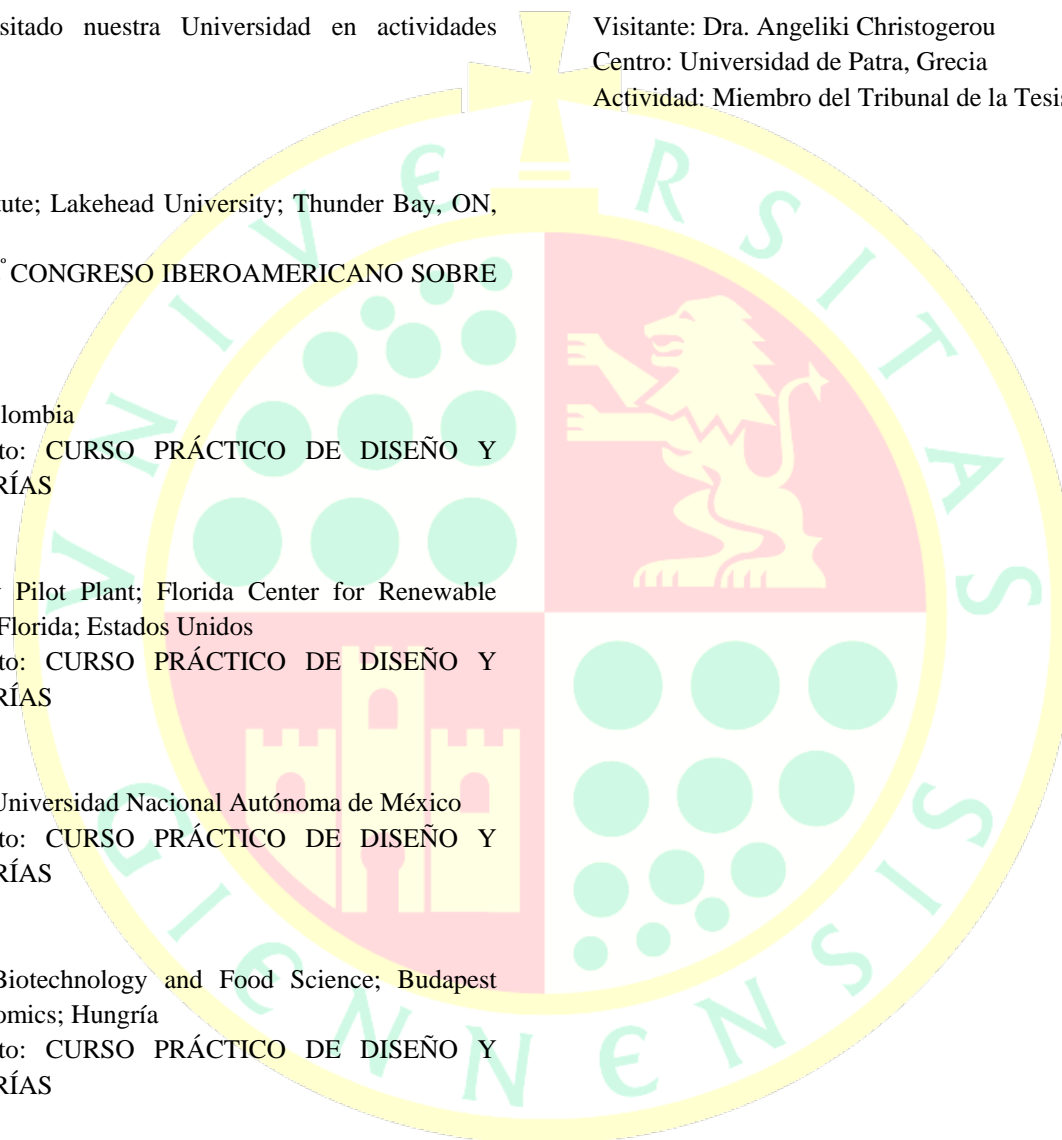 sitado nuestra Universidad en actividades
tute; Lakehead University; Thunder Bay, ON,
º CONGRESO IBEROAMERICANO SOBRE
lombia
to: CURSO PRÁCTICO DE DISEÑO Y
RÍAS
Pilot Plant; Florida Center for Renewable
Florida; Estados Unidos
to: CURSO PRÁCTICO DE DISEÑO Y
RÍAS
Universidad Nacional Autónoma de México
to: CURSO PRÁCTICO DE DISEÑO Y
RÍAS
Biotechnology and Food Science; Budapest
omics; Hungría
to: CURSO PRÁCTICO DE DISEÑO Y
RÍAS
Visitante: Dra. Angeliki Christogerou
Centro: Universidad de Patra, Grecia
Actividad: Miembro del Tribunal de la Tesis
VNIVERSITAS GIENNENSIS